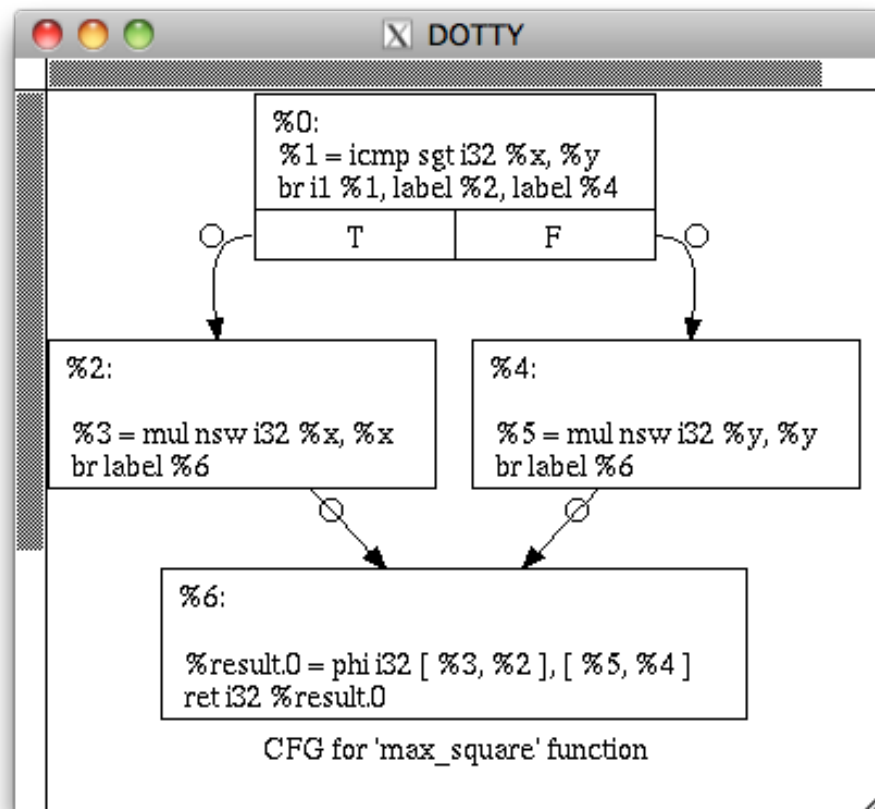 X DOTTY
%0:
%1 = icmp sgt i32 %x, %y
br i1 %1, label %2, label %4
T
F
%2:
%3 = mul nsw i32 %x, %x
br label %6
%4:
%5 = mul nsw i32 %y, %y
br label %6
%6:
%result.0 = phi i32 [ %3, %2 ], [ %5, %4 ]
ret i32 %result.0
CFG for 'max_square' function